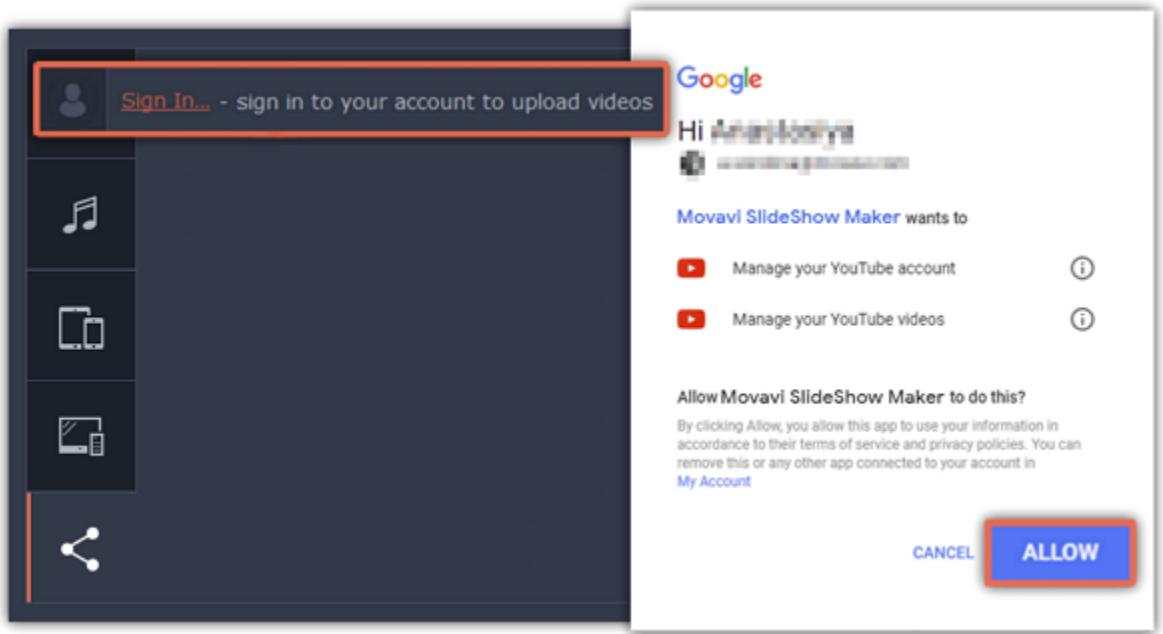 Sign In... - sign in to your account to upload videos
Google
Hi
Movavi SlideShow Maker wants to
Manage your YouTube account
Manage your YouTube videos
Allow Movavi SlideShow Maker to do this?
By clicking Allow, you allow this app to use your information in
accordance to their terms of service and privacy policies. You can
remove this or any other app connected to your account in
My Account
CANCEL
ALLOW